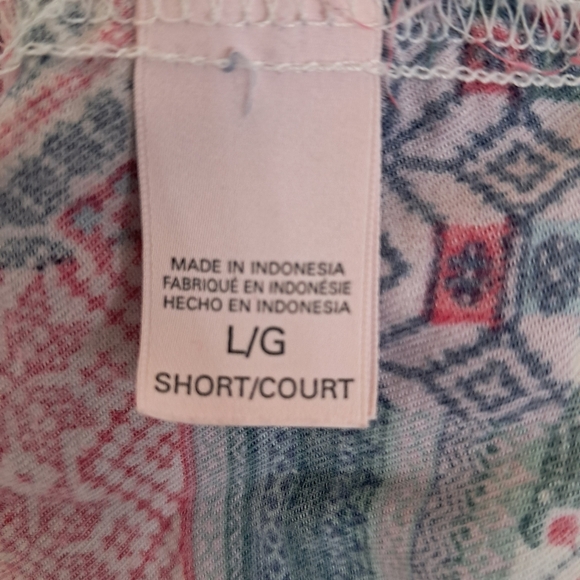 MADE IN INDONESIA
FABRIQUÉ EN INDONÉSIE
HECHO EN INDONESIA
L/G
SHORT/COURT